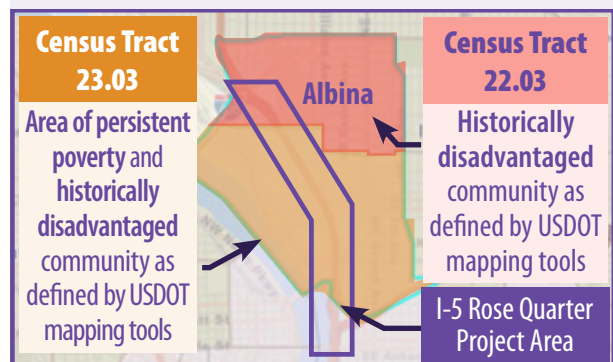 Census Tract
23.03
Area of persistent
poverty and
historically
disadvantaged
community as
defined by USDOT
mapping tools
Albina
Census Tract
22.03
Historically
disadvantaged
community as
defined by USDOT
mapping tools
I-5 Rose Quarter
Project Area